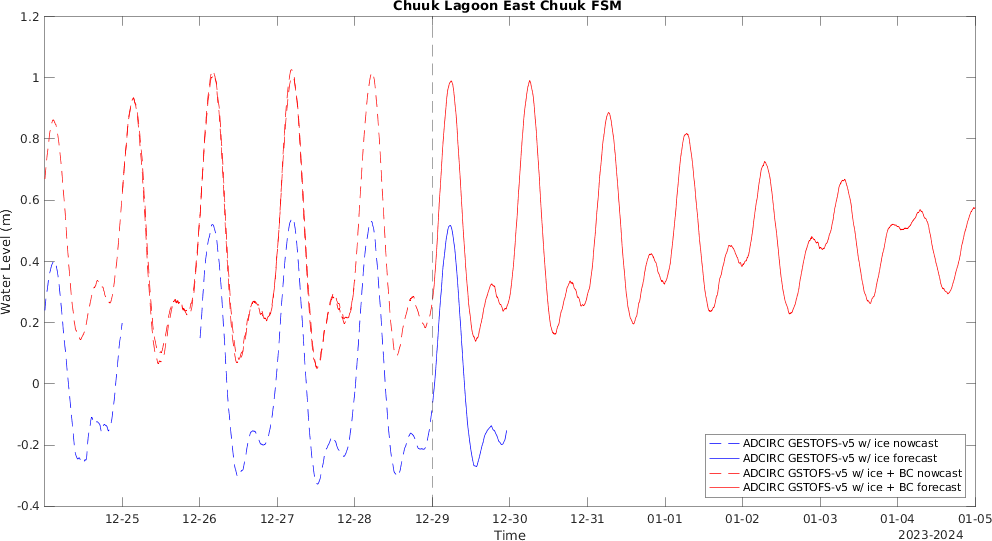 Chuuk Lagoon East Chuuk FSM
Water Level (m)
1.2
1
0.8
0.6
0.4
0.2
0
-0.2
-0.4
12-25 12-26 12-27 12-28 12-29 12-30 12-31 01-01 01-02 01-03 01-04 01-05
Time
2023-2024
ADCIRC GESTOFS-v5 w/ ice nowcast
ADCIRC GESTOFS-v5 w/ ice forecast
ADCIRC GSTOFS-v5 w/ ice + BC nowcast
ADCIRC GSTOFS-v5 w/ ice + BC forecast